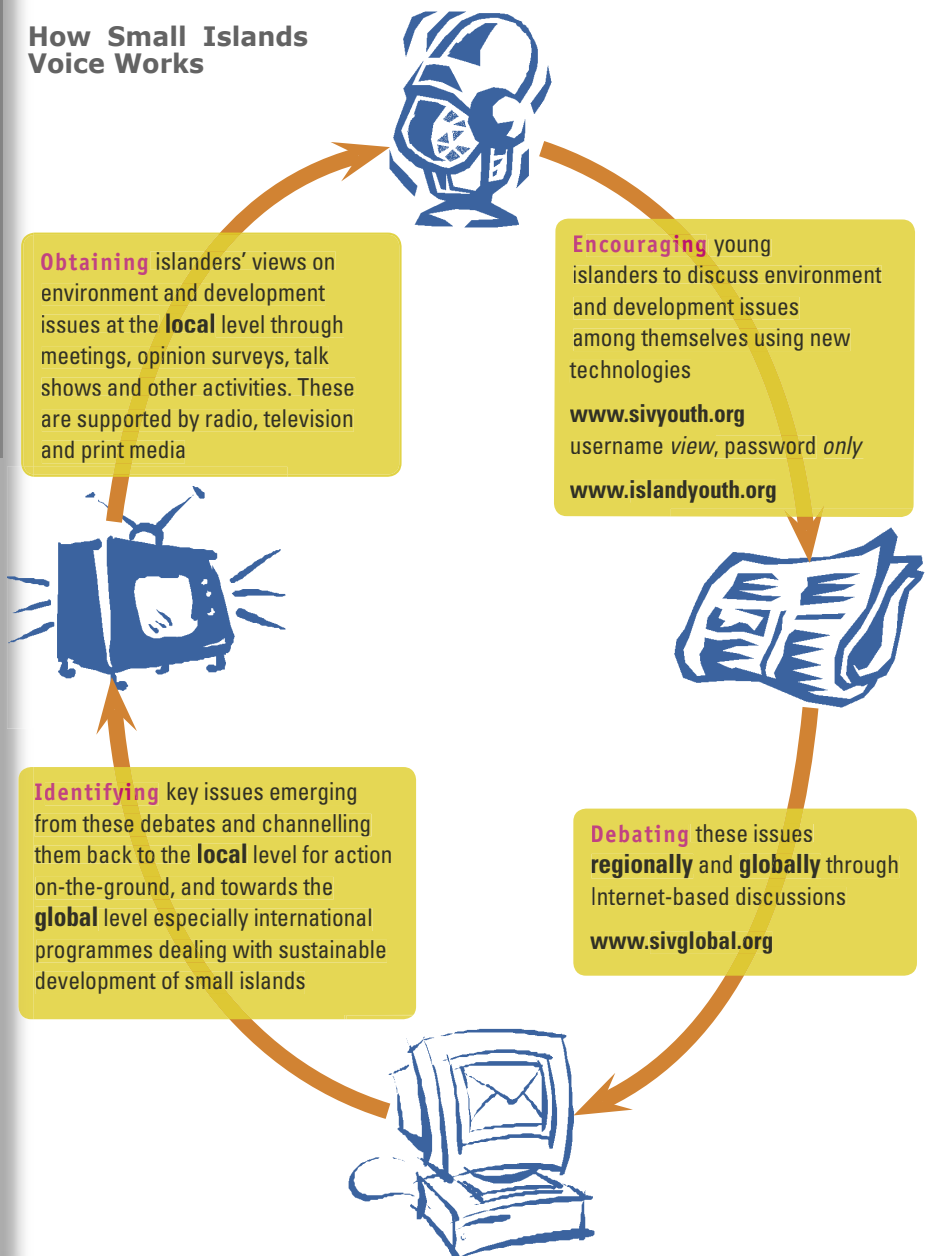 How Small Islands
Voice Works
Obtaining islanders' views on
environment and development
issues at the local level through
meetings, opinion surveys, talk
shows and other activities. These
are supported by radio, television
and print media
Encouraging young
islanders to discuss environment
and development issues
among themselves using new
technologies
www.sivyouth.org
username view, password only
www.islandyouth.org
Identifying key issues emerging
from these debates and channelling
them back to the local level for action
on-the-ground, and towards the
global level especially international
programmes dealing with sustainable
development of small islands
Debating these issues
regionally and globally through
Internet-based discussions
www.sivglobal.org